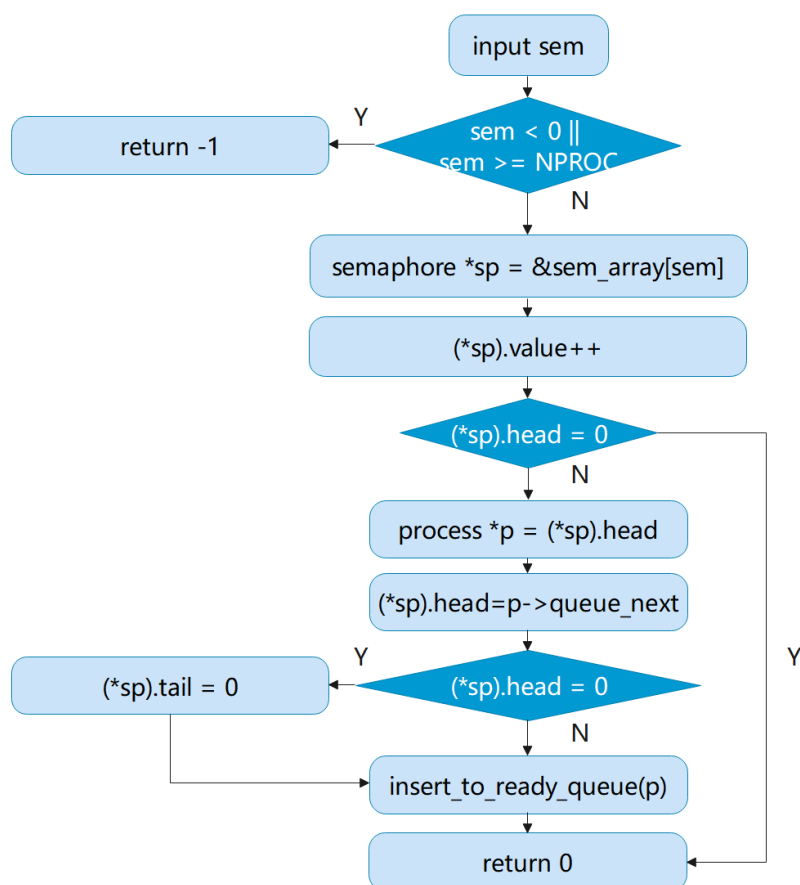 input sem
Y
sem < 0 ||
sem >= NPROC
return -1
N
semaphore *sp = &sem_array[sem]
(*sp).value++
(*sp).head = 0
N
process *p = (*sp).head
(*sp).head=p->queue_next
Y
Y
(*sp).head = 0
(*sp).tail = 0
N
insert_to_ready_queue(p)
return 0